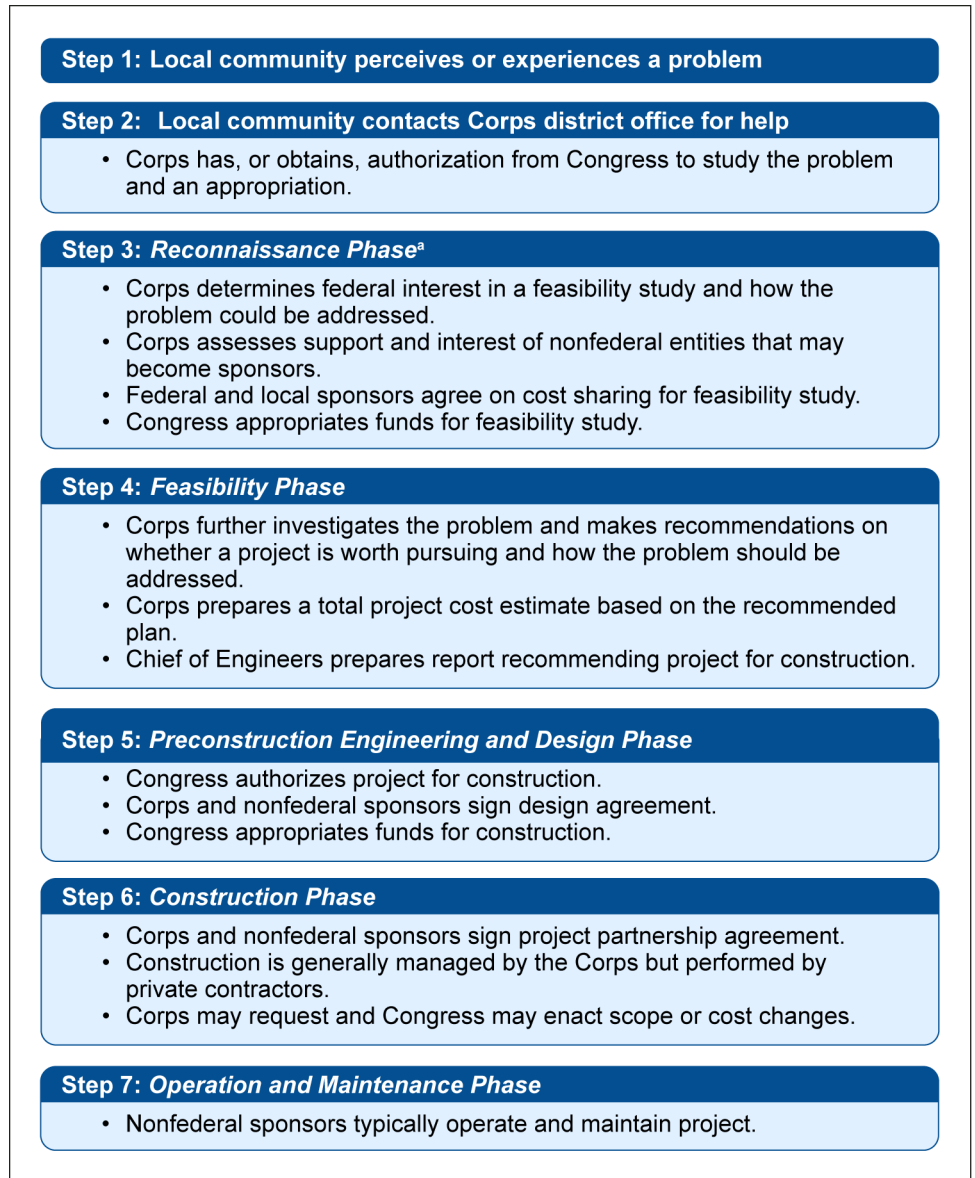 Step 1: Local community perceives or experiences a problem
Step 2: Local community contacts Corps district office for help
• Corps has, or obtains, authorization from Congress to study the problem
and an appropriation.
Step 3: Reconnaissance Phaseᵃ
• Corps determines federal interest in a feasibility study and how the
problem could be addressed.
• Corps assesses support and interest of nonfederal entities that may
become sponsors.
• Federal and local sponsors agree on cost sharing for feasibility study.
• Congress appropriates funds for feasibility study.
Step 4: Feasibility Phase
• Corps further investigates the problem and makes recommendations on
whether a project is worth pursuing and how the problem should be
addressed.
• Corps prepares a total project cost estimate based on the recommended
plan.
• Chief of Engineers prepares report recommending project for construction.
Step 5: Preconstruction Engineering and Design Phase
• Congress authorizes project for construction.
• Corps and nonfederal sponsors sign design agreement.
• Congress appropriates funds for construction.
Step 6: Construction Phase
• Corps and nonfederal sponsors sign project partnership agreement.
• Construction is generally managed by the Corps but performed by
private contractors.
• Corps may request and Congress may enact scope or cost changes.
Step 7: Operation and Maintenance Phase
• Nonfederal sponsors typically operate and maintain project.